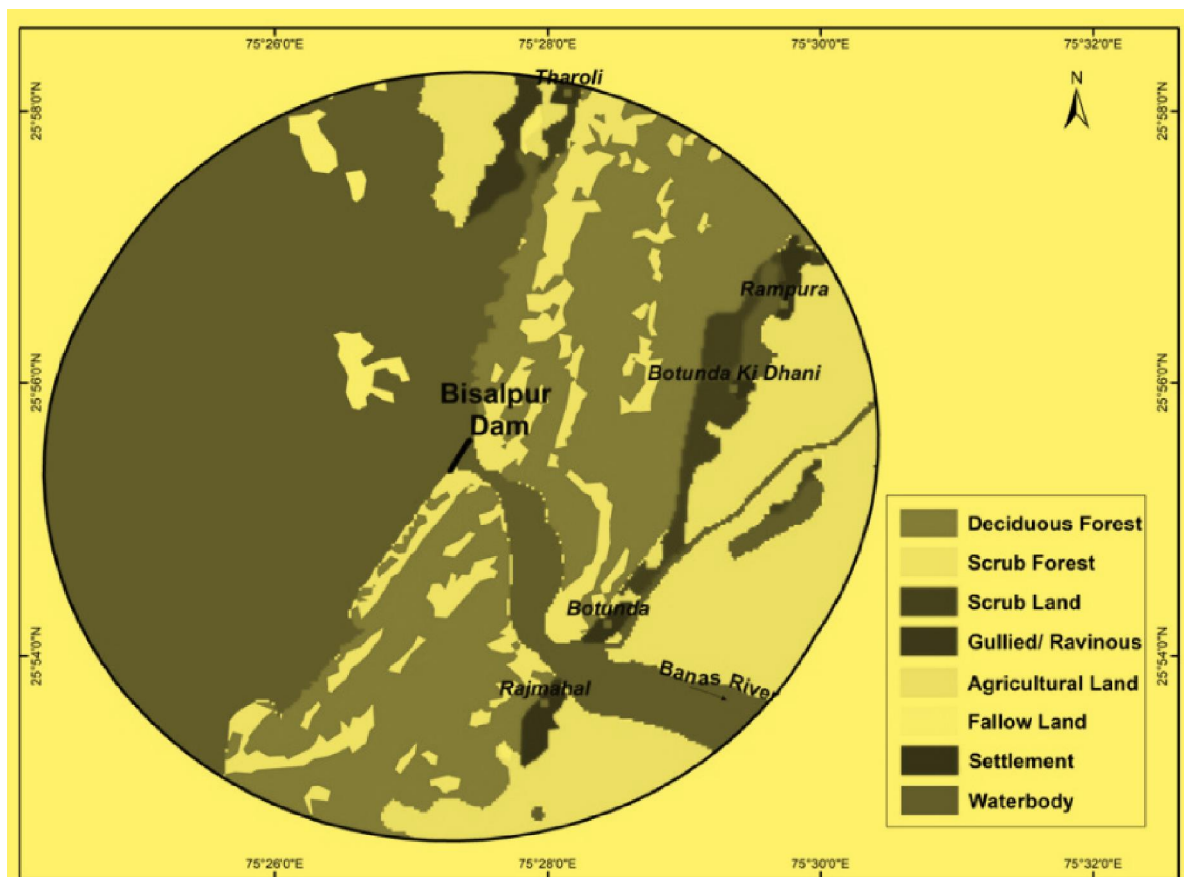 75°26'0"E
75°28'0"E
75°30'0"E
75°32'0"E
Tharoli
N
25°58'0"N
25°58'0"N
Rampura
Botunda Ki Dhani
25°56'0"N
25°56'0"N
Bisalpur
Dam
Deciduous Forest
Scrub Forest
Scrub Land
Gullied/ Ravinous
Agricultural Land
Fallow Land
Settlement
Waterbody
Botunda
25°54'0"N
25°54'0"N
Banas River
Rajmahal
75°26'0"E
75°28'0"E
75°30'0"E
75°32'0"E